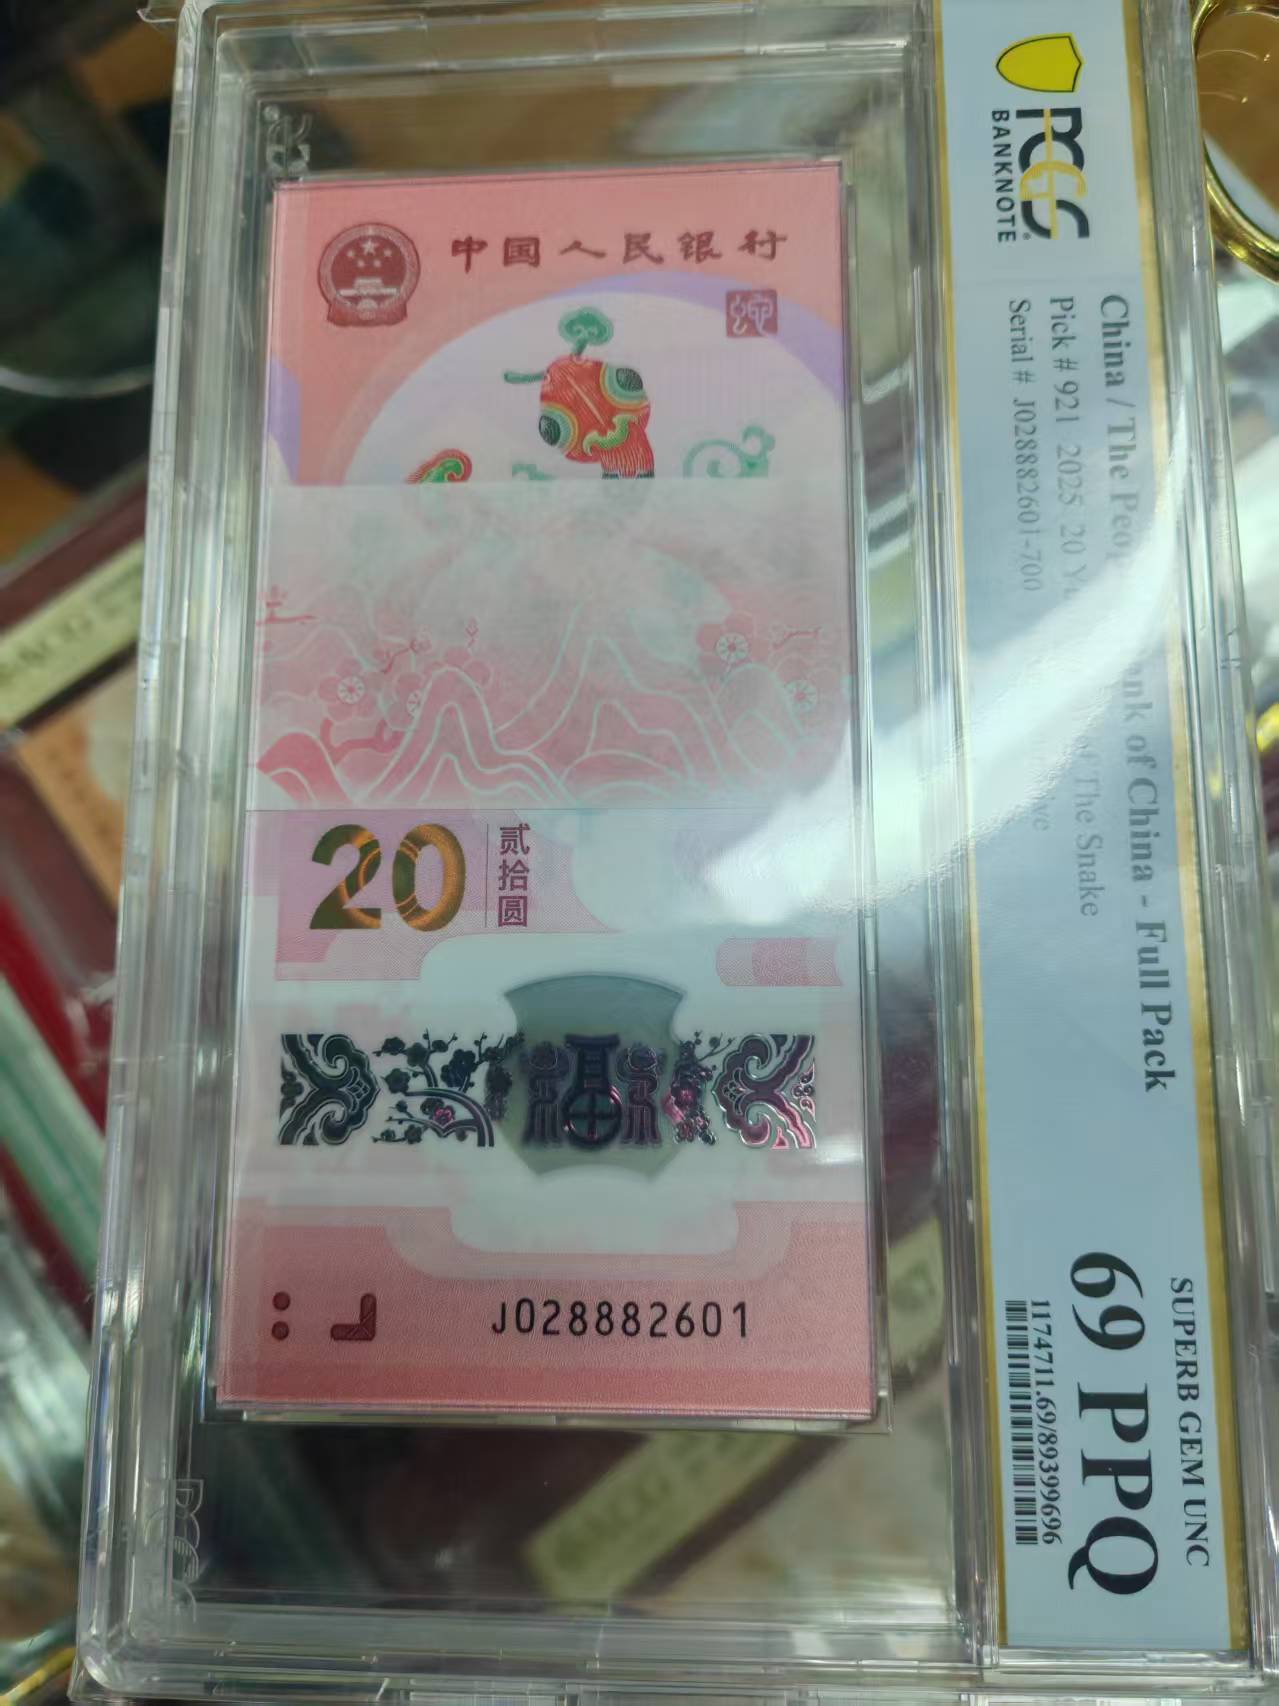 PCGS
BANKNOTE
China / The Peop ank of China - Full Pack
Pick # 921 2025 20 Yu of The Snake
Serial # J028882601-700
SUPERB GEM UNC
69 PPQ
1174711.69/89399696
中国人民银行
20
贰拾圆
福
J028882601